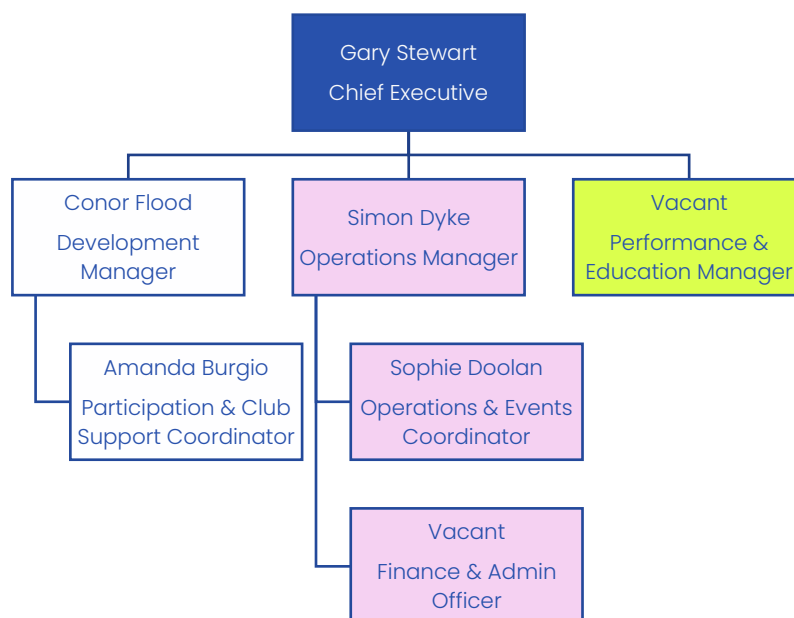 Gary Stewart
Chief Executive
Conor Flood
Development
Manager
Simon Dyke
Operations Manager
Vacant
Performance &
Education Manager
Amanda Burgio
Participation & Club
Support Coordinator
Sophie Doolan
Operations & Events
Coordinator
Vacant
Finance & Admin
Officer